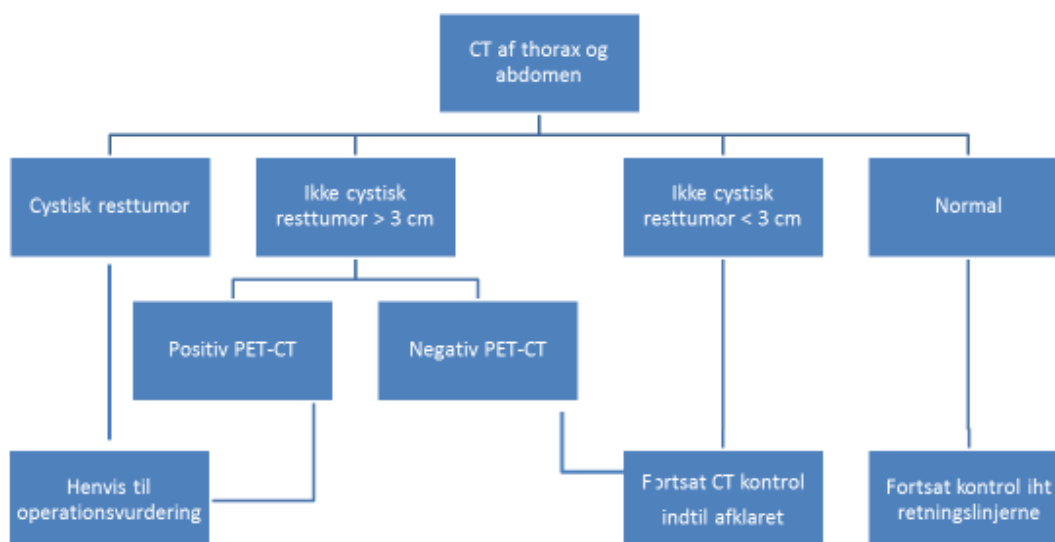 CT af thorax og
abdomen
Cystisk resttumor
Ikke cystisk
resttumor > 3 cm
Ikke cystisk
resttumor < 3 cm
Normal
Positiv PET-CT
Negativ PET-CT
Henvis til
operationsvurdering
Fortsat CT kontrol
indtil afklaret
Fortsat kontrol iht
retningslinjerne